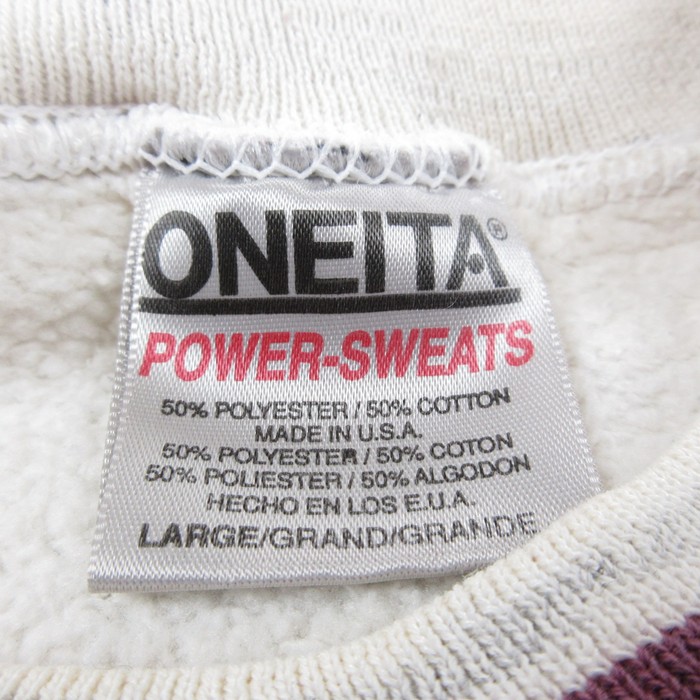 ONEITA®
POWER-SWEATS
50% POLYESTER / 50% COTTON
MADE IN U.S.A.
50% POLYESTER / 50% COTON
50% POLIESTER / 50% ALGODON
HECHO EN LOS E.U.A.
LARGE/GRAND/GRANDE